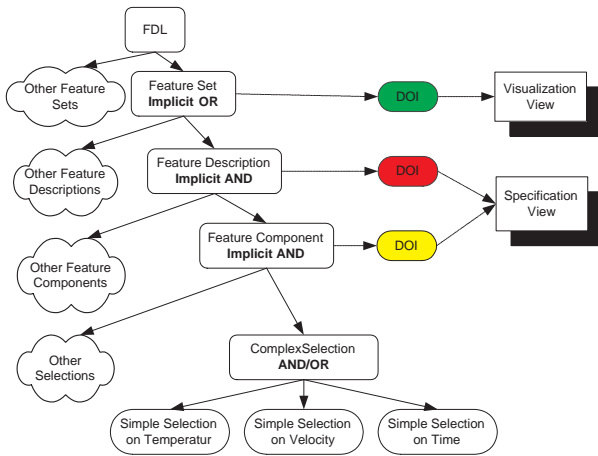 FDL
Other Feature
Sets
Feature Set
Implicit OR
DOI
Visualization
View
Other Feature
Descriptions
Feature Description
Implicit AND
DOI
Specification
View
Other Feature
Components
Feature Component
Implicit AND
DOI
Other
Selections
ComplexSelection
AND/OR
Simple Selection
on Temperatur
Simple Selection
on Velocity
Simple Selection
on Time